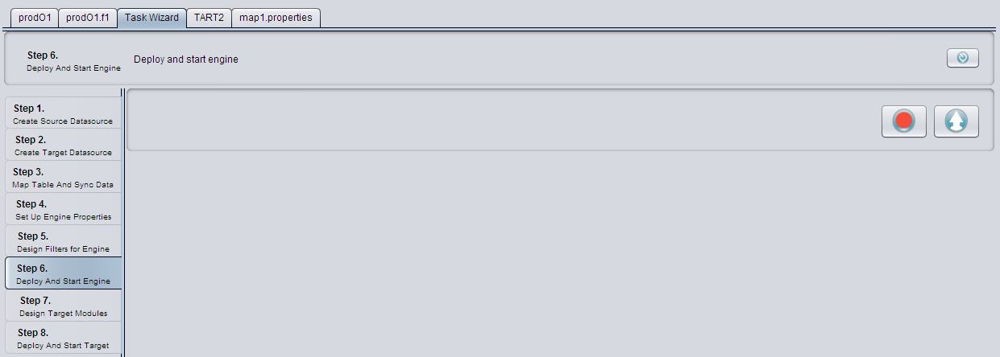 prodO1 prodO1.f1 Task Wizard TART2 map1.properties
Step 6.
Deploy And Start Engine
Deploy and start engine
Step 1.
Create Source Datasource
Step 2.
Create Target Datasource
Step 3.
Map Table And Sync Data
Step 4.
Set Up Engine Properties
Step 5.
Design Filters for Engine
Step 6.
Deploy And Start Engine
Step 7.
Design Target Modules
Step 8.
Deploy And Start Target